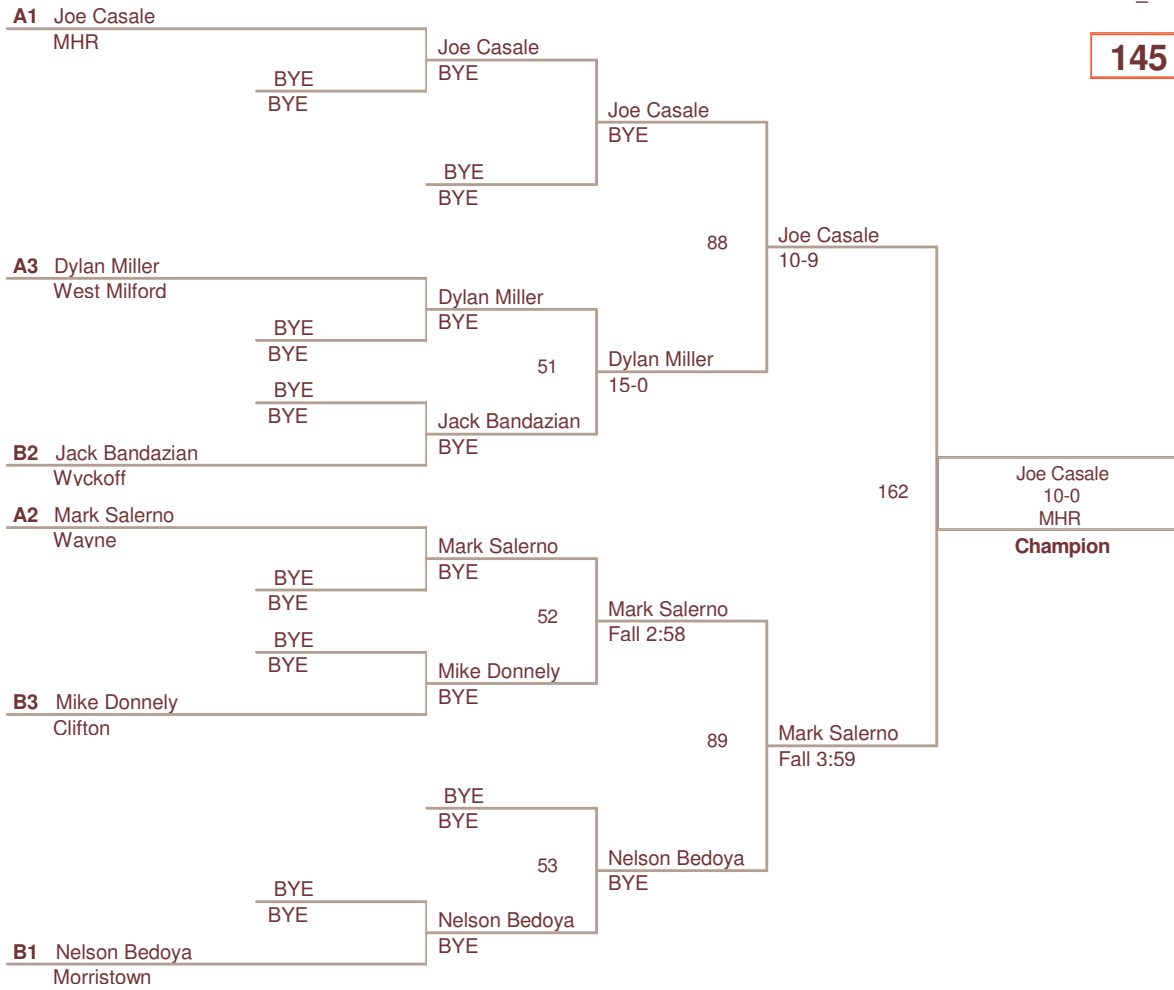 A1 Joe Casale
MHR
145
Joe Casale
BYE
BYE
BYE
Joe Casale
BYE
BYE
BYE
88
Joe Casale
10-9
A3 Dylan Miller
West Milford
Dylan Miller
BYE
BYE
BYE
51
Dylan Miller
15-0
BYE
BYE
Jack Bandazian
BYE
B2 Jack Bandazian
Wyckoff
162
Joe Casale
10-0
MHR
Champion
A2 Mark Salerno
Wayne
Mark Salerno
BYE
BYE
BYE
52
Mark Salerno
Fall 2:58
BYE
BYE
Mike Donnely
BYE
B3 Mike Donnely
Clifton
89
Mark Salerno
Fall 3:59
BYE
BYE
53
Nelson Bedoya
BYE
BYE
BYE
Nelson Bedoya
BYE
B1 Nelson Bedoya
Morristown